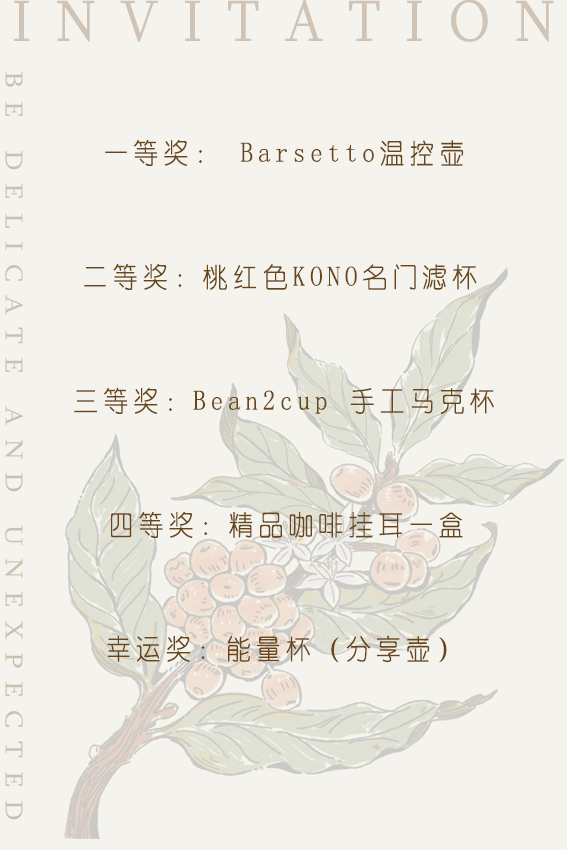 INVITATION
BE DELICATE AND UNEXPECTED
一等奖： Barsetto温控壶
二等奖：桃红色KONO名门滤杯
三等奖：Bean2cup 手工马克杯
四等奖：精品咖啡挂耳一盒
幸运奖：能量杯（分享壶）